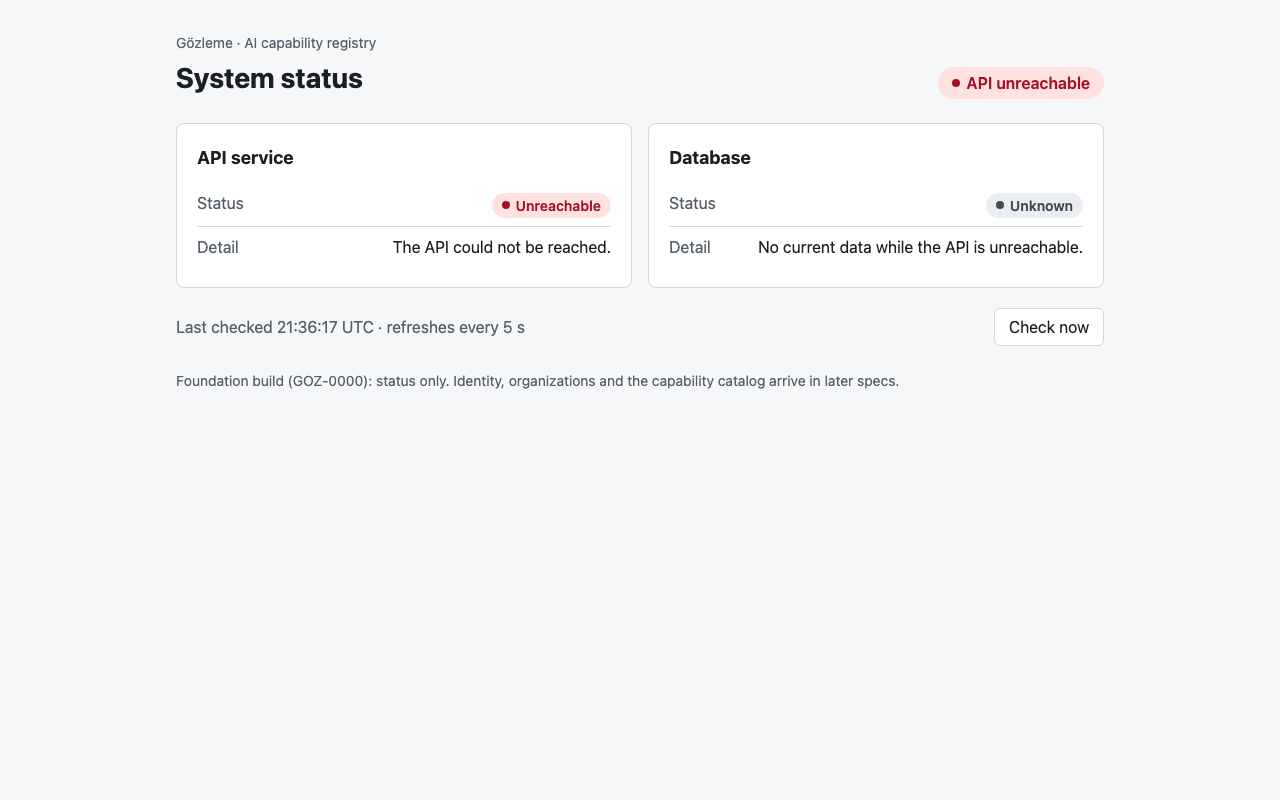 Gözleme · AI capability registry
System status
API unreachable
API service
Status
Unreachable
Detail
The API could not be reached.
Database
Status
Unknown
Detail
No current data while the API is unreachable.
Last checked 21:36:17 UTC · refreshes every 5 s
Check now
Foundation build (GOZ-0000): status only. Identity, organizations and the capability catalog arrive in later specs.